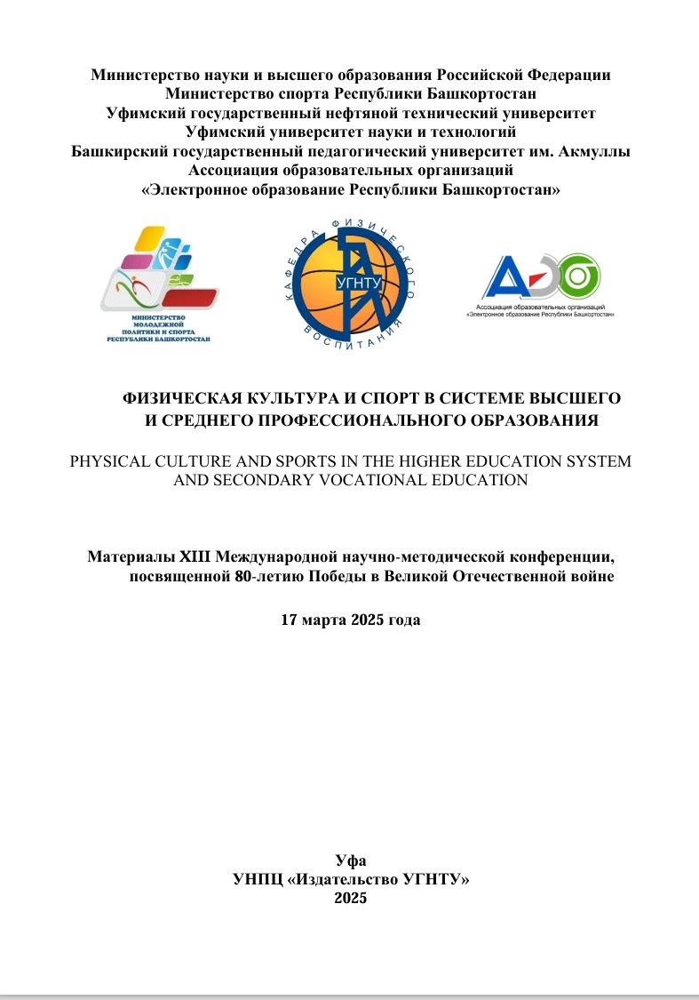 Министерство науки и высшего образования Российской Федерации
Министерство спорта Республики Башкортостан
Уфимский государственный нефтяной технический университет
Уфимский университет науки и технологий
Башкирский государственный педагогический университет им. Акмуллы
Ассоциация образовательных организаций
«Электронное образование Республики Башкортостан»
МИНИСТЕРСТВО
МОЛОДЕЖНОЙ
ПОЛИТИКИ И СПОРТА
РЕСПУБЛИКИ БАШКОРТОСТАН
КАФЕДРА ФИЗИЧЕСКОГО
УГНТУ
ВОСПИТАНИЯ
Ассоциация образовательных организаций
«Электронное образование Республики Башкортостан»
ФИЗИЧЕСКАЯ КУЛЬТУРА И СПОРТ В СИСТЕМЕ ВЫСШЕГО
И СРЕДНЕГО ПРОФЕССИОНАЛЬНОГО ОБРАЗОВАНИЯ
PHYSICAL CULTURE AND SPORTS IN THE HIGHER EDUCATION SYSTEM
AND SECONDARY VOCATIONAL EDUCATION
Материалы XIII Международной научно-методической конференции,
посвященной 80-летию Победы в Великой Отечественной войне
17 марта 2025 года
Уфа
УНПЦ «Издательство УГНТУ»
2025